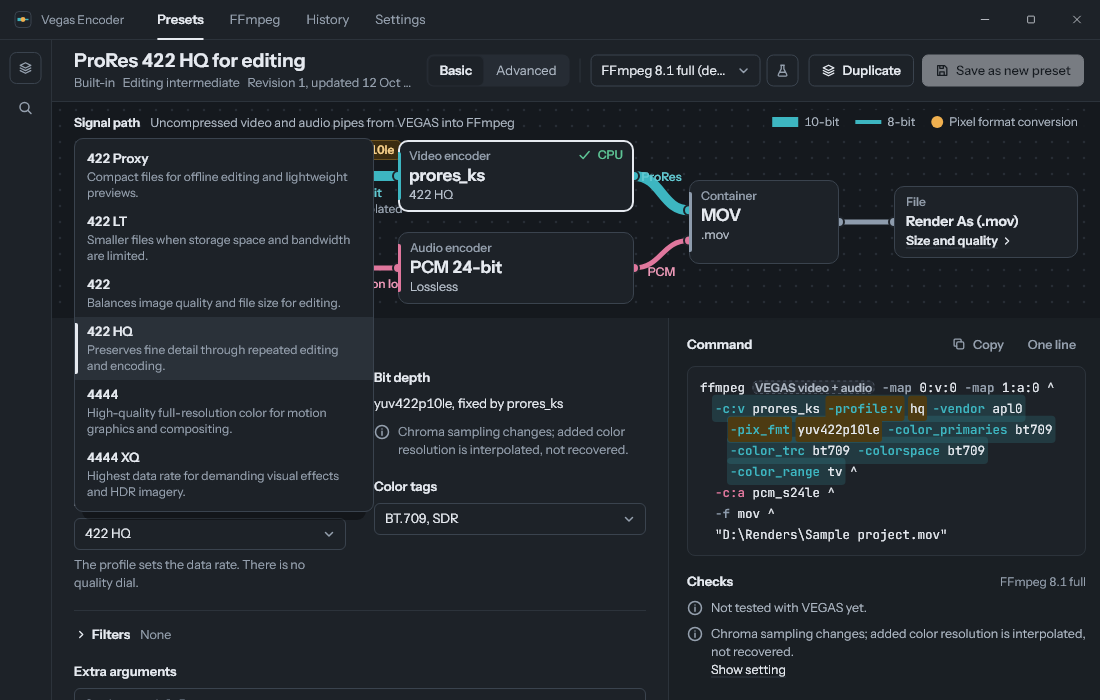 Vegas Encoder
Presets
FFmpeg
History
Settings
ProRes 422 HQ for editing
Built-in Editing intermediate Revision 1, updated 12 Oct ...
Basic
Advanced
FFmpeg 8.1 full (de...
Duplicate
Save as new preset
Signal path Uncompressed video and audio pipes from VEGAS into FFmpeg
10-bit
8-bit
Pixel format conversion
422 Proxy
Compact files for offline editing and lightweight
previews.
422 LT
Smaller files when storage space and bandwidth
are limited.
422
Balances image quality and file size for editing.
422 HQ
Preserves fine detail through repeated editing
and encoding.
4444
High-quality full-resolution color for motion
graphics and compositing.
4444 XQ
Highest data rate for demanding visual effects
and HDR imagery.
422 HQ
The profile sets the data rate. There is no
quality dial.
Video encoder
CPU
prores_ks
422 HQ
ProRes
Audio encoder
PCM 24-bit
Lossless
PCM
Container
MOV
.mov
File
Render As (.mov)
Size and quality
Bit depth
yuv422p10le, fixed by prores_ks
Chroma sampling changes; added color
resolution is interpolated, not recovered.
Color tags
BT.709, SDR
Filters None
Extra arguments
Command
Copy
One line
ffmpeg VEGAS video + audio -map 0:v:0 -map 1:a:0 ^
-c:v prores_ks -profile:v hq -vendor apl0
-pix_fmt yuv422p10le -color_primaries bt709
-color_trc bt709 -colorspace bt709
-color_range tv ^
-c:a pcm_s24le ^
-f mov ^
"D:\Renders\Sample project.mov"
Checks
FFmpeg 8.1 full
Not tested with VEGAS yet.
Chroma sampling changes; added color resolution is interpolated,
not recovered.
Show setting